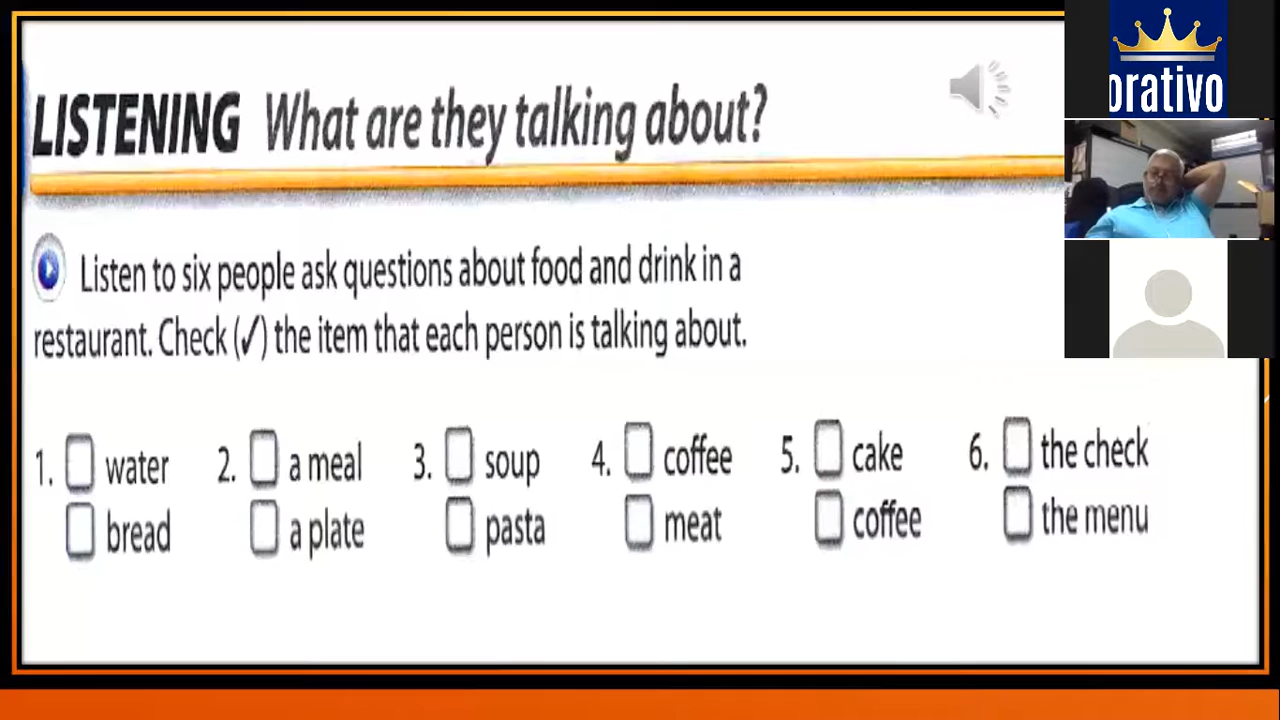 LISTENING What are they talking about?
Listen to six people ask questions about food and drink in a
restaurant. Check (✓) the item that each person is talking about.
1. water 2. a meal 3. soup 4. coffee 5. cake 6. the check
bread a plate pasta meat coffee the menu
orativo